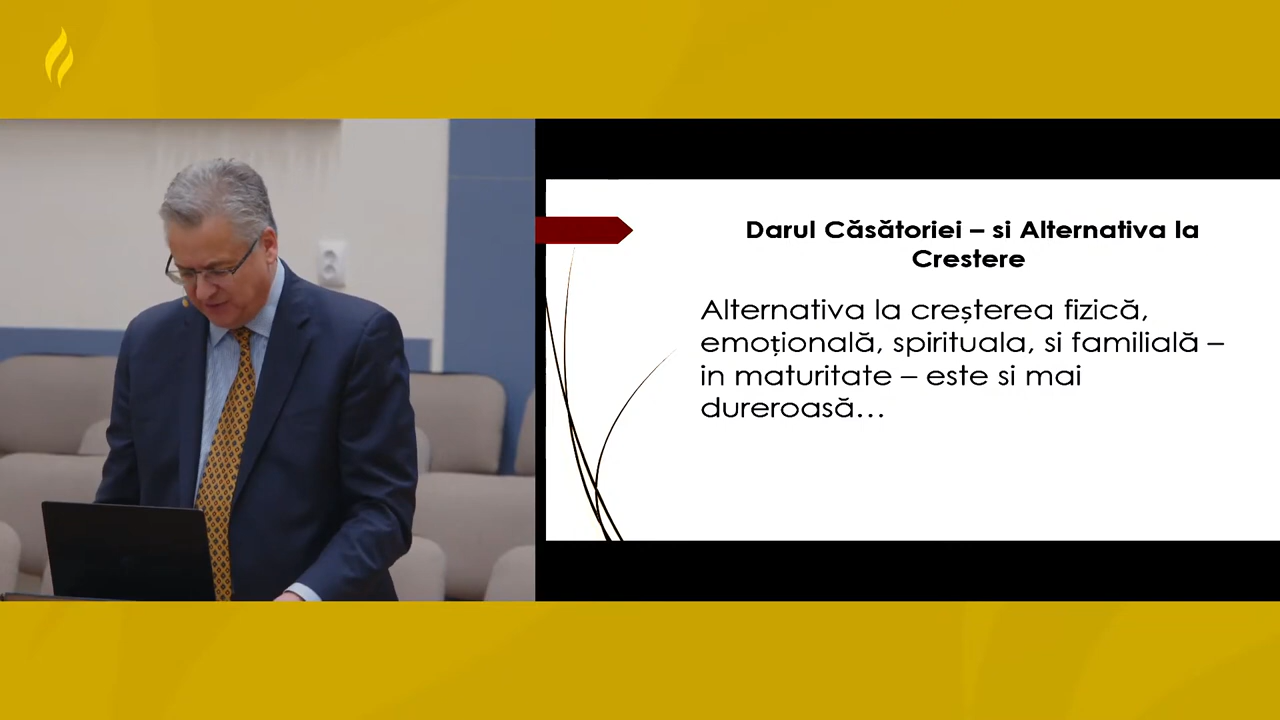 Darul Căsătoriei – si Alternativa la
Crestere
Alternativa la creșterea fizică,
emoțională, spirituala, si familială –
in maturitate – este si mai
dureroasă…